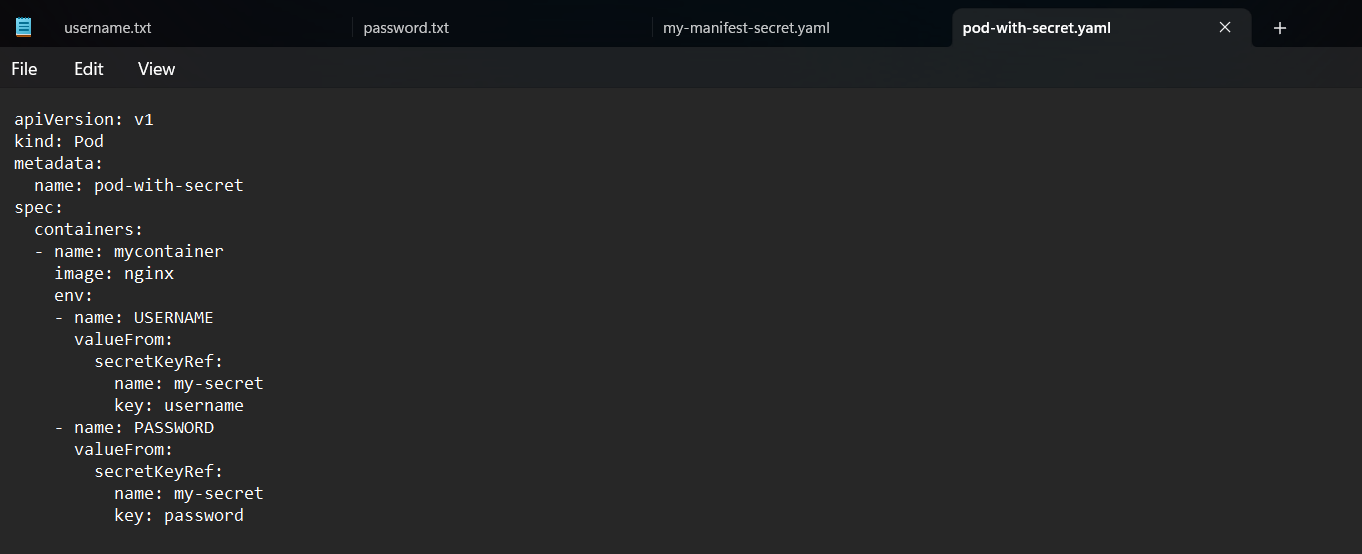 username.txt
password.txt
my-manifest-secret.yaml
pod-with-secret.yaml
File
Edit
View
apiVersion: v1
kind: Pod
metadata:
  name: pod-with-secret
spec:
  containers:
  - name: mycontainer
    image: nginx
    env:
    - name: USERNAME
      valueFrom:
        secretKeyRef:
          name: my-secret
          key: username
    - name: PASSWORD
      valueFrom:
        secretKeyRef:
          name: my-secret
          key: password